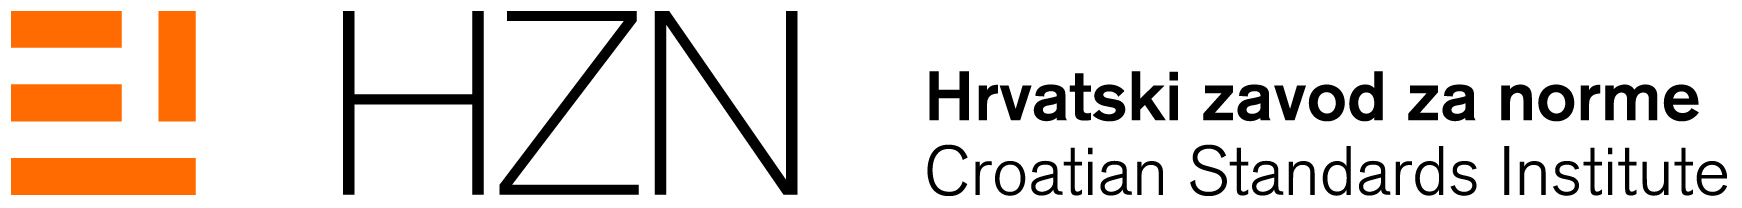 HZN
Hrvatski zavod za norme
Croatian Standards Institute